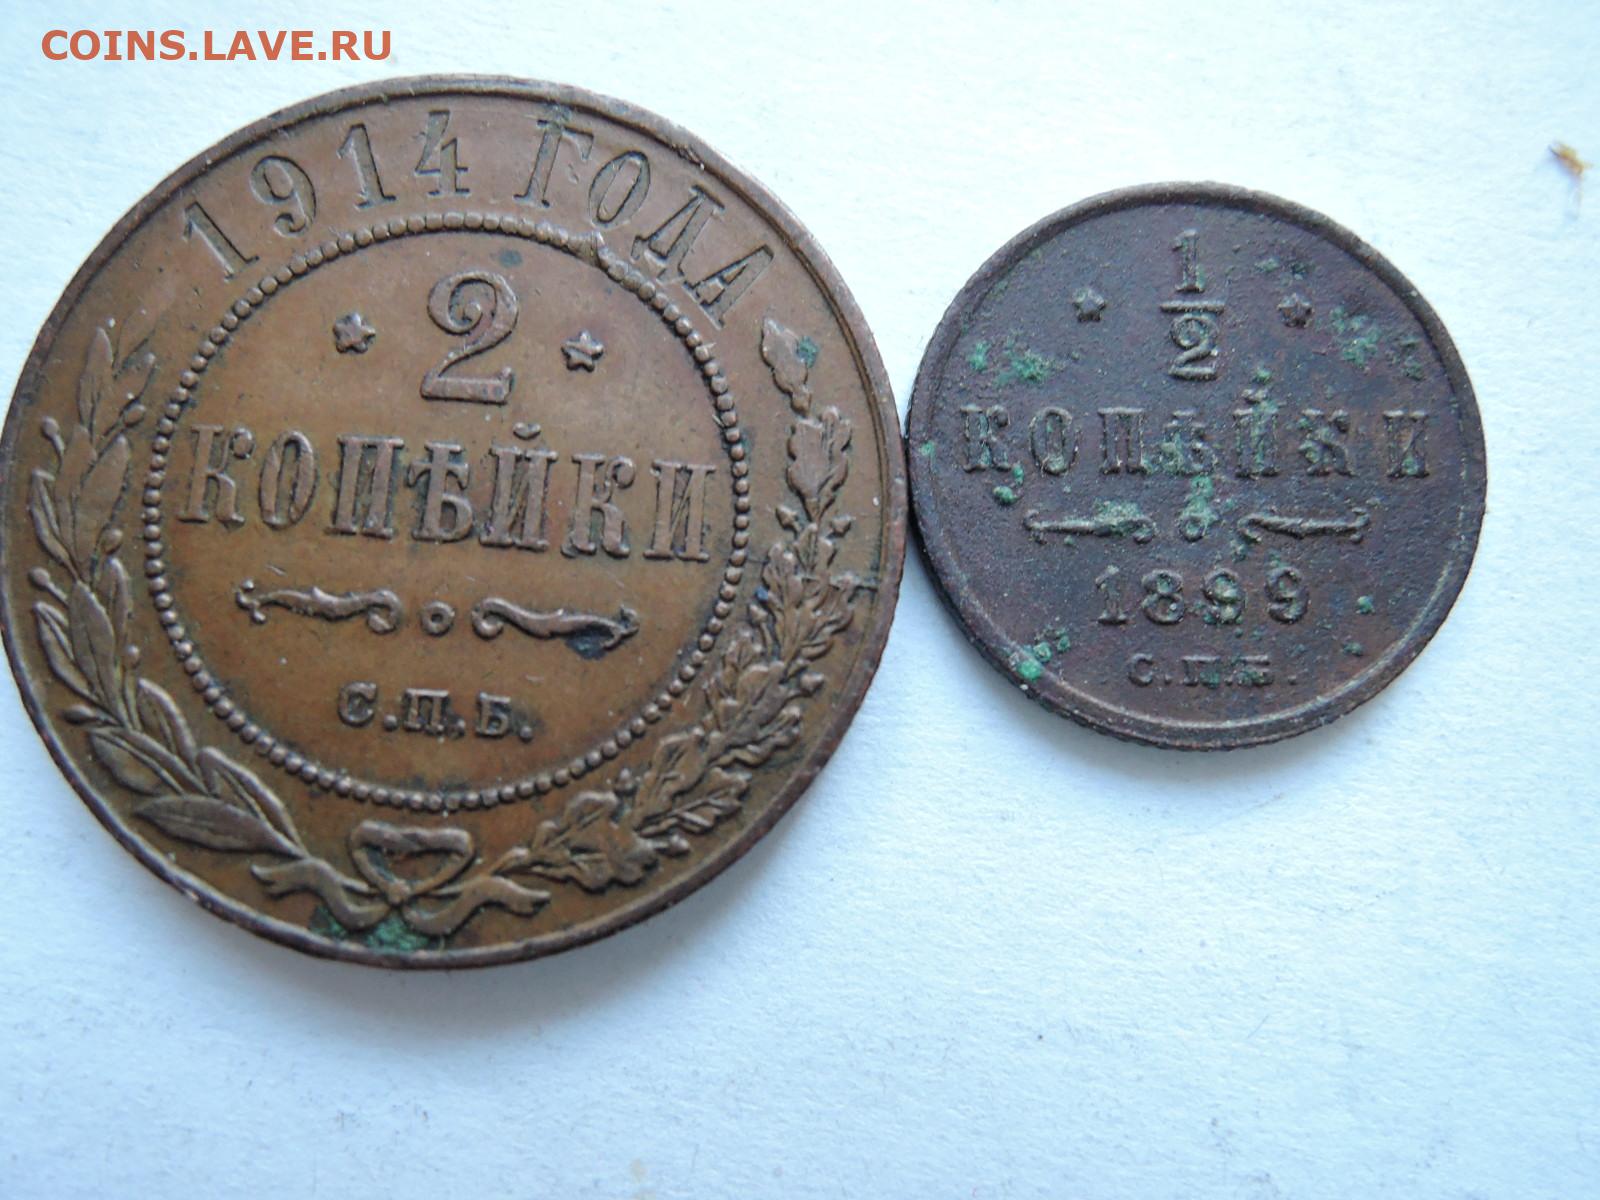 COINS.LAVE.RU
1914 ГОДА
2
КОПѢЙКИ
С.П.Б.
1
2
КОПѢЙКИ
1899
С.П.Б.